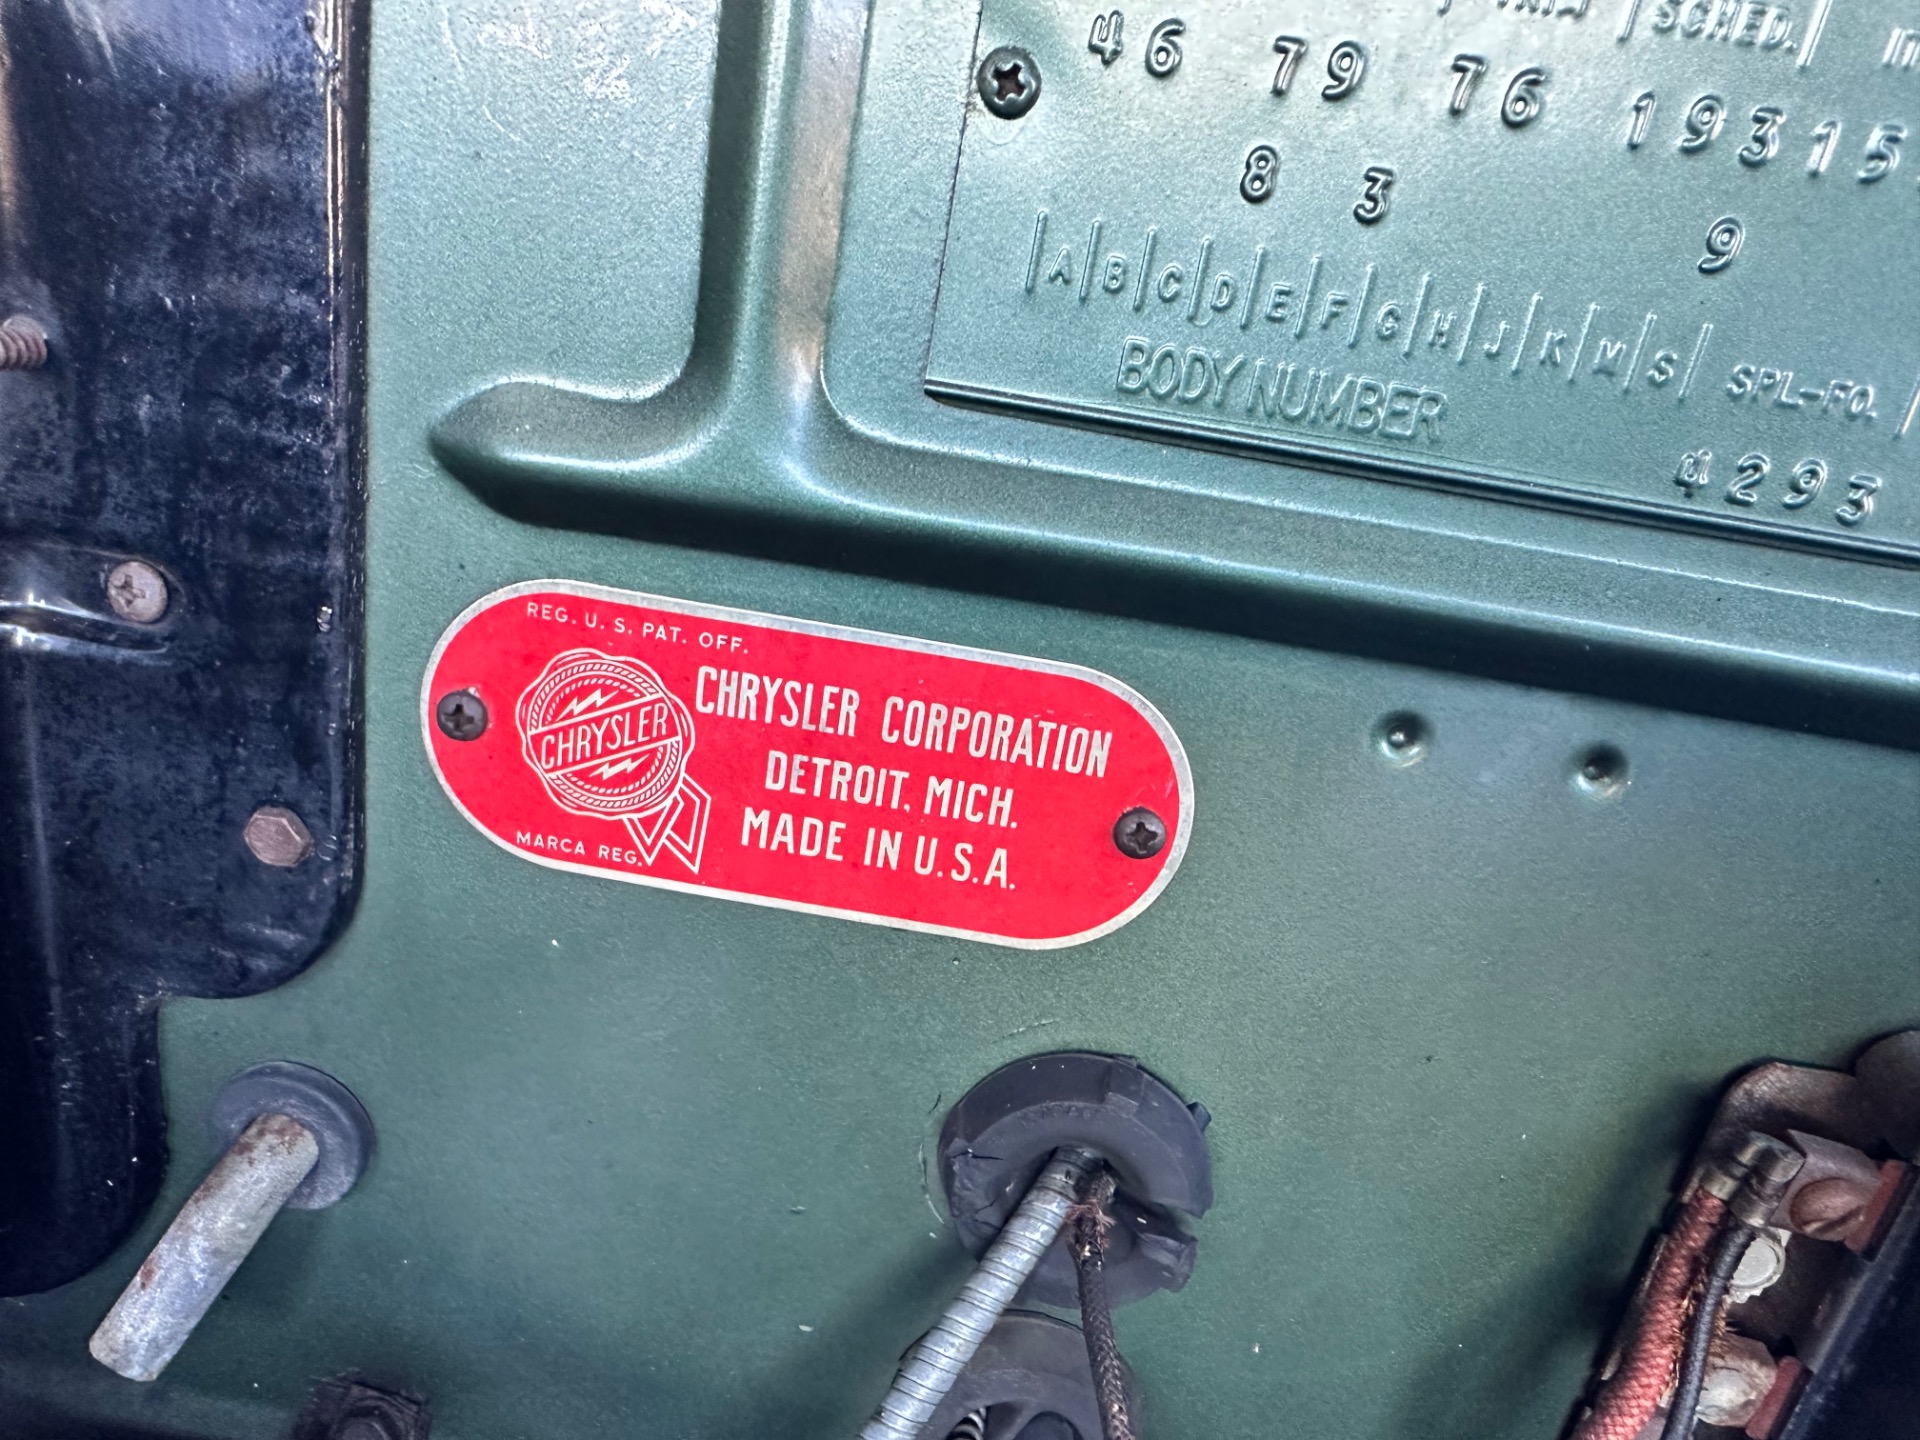 SCHED.
46 79 76 19315
8 3 9
A B C D E F G H J K M S SPL-FO.
BODY NUMBER
4293
REG. U. S. PAT. OFF.
CHRYSLER
CHRYSLER CORPORATION
DETROIT, MICH.
MADE IN U.S.A.
MARCA REG.